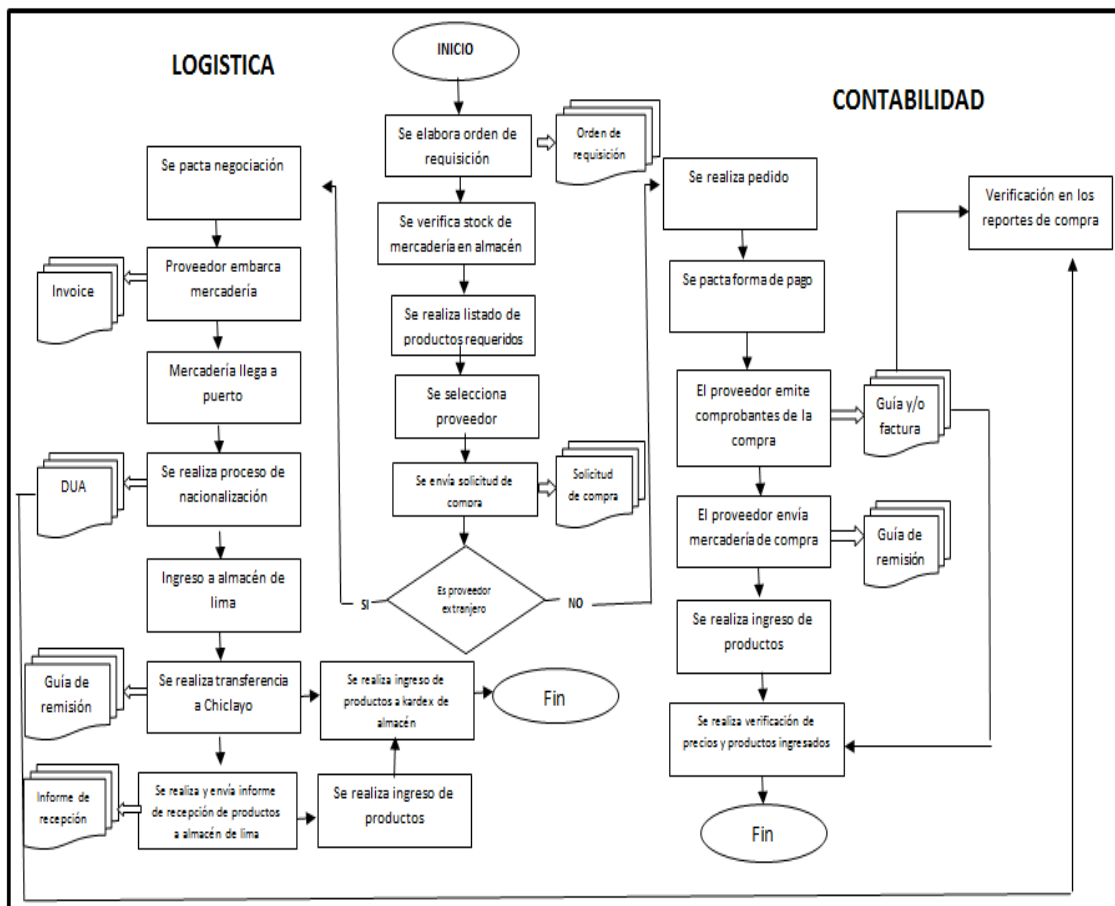 LOGISTICA
INICIO
CONTABILIDAD
Se elabora orden de
requisición
Orden de
requisición
Se pacta negociación
Se realiza pedido
Verificación en los
reportes de compra
Se verifica stock de
mercadería en almacén
Invoice
Proveedor embarca
mercadería
Se pacta forma de pago
Se realiza listado de
productos requeridos
Mercadería llega a
puerto
Se selecciona
proveedor
El proveedor emite
comprobantes de la
compra
Guía y/o
factura
DUA
Se realiza proceso de
nacionalización
Se envía solicitud de
compra
Solicitud
de compra
El proveedor envía
mercadería de compra
Guía de
remisión
Ingreso a almacén de
lima
SI
Es proveedor
extranjero
NO
Se realiza ingreso de
productos
Guía de
remisión
Se realiza transferencia
a Chiclayo
Se realiza ingreso de
productos a kardex de
almacén
Fin
Se realiza verificación de
precios y productos ingresados
Informe de
recepción
Se realiza y envía informe
de recepción de productos
a almacén de lima
Se realiza ingreso de
productos
Fin